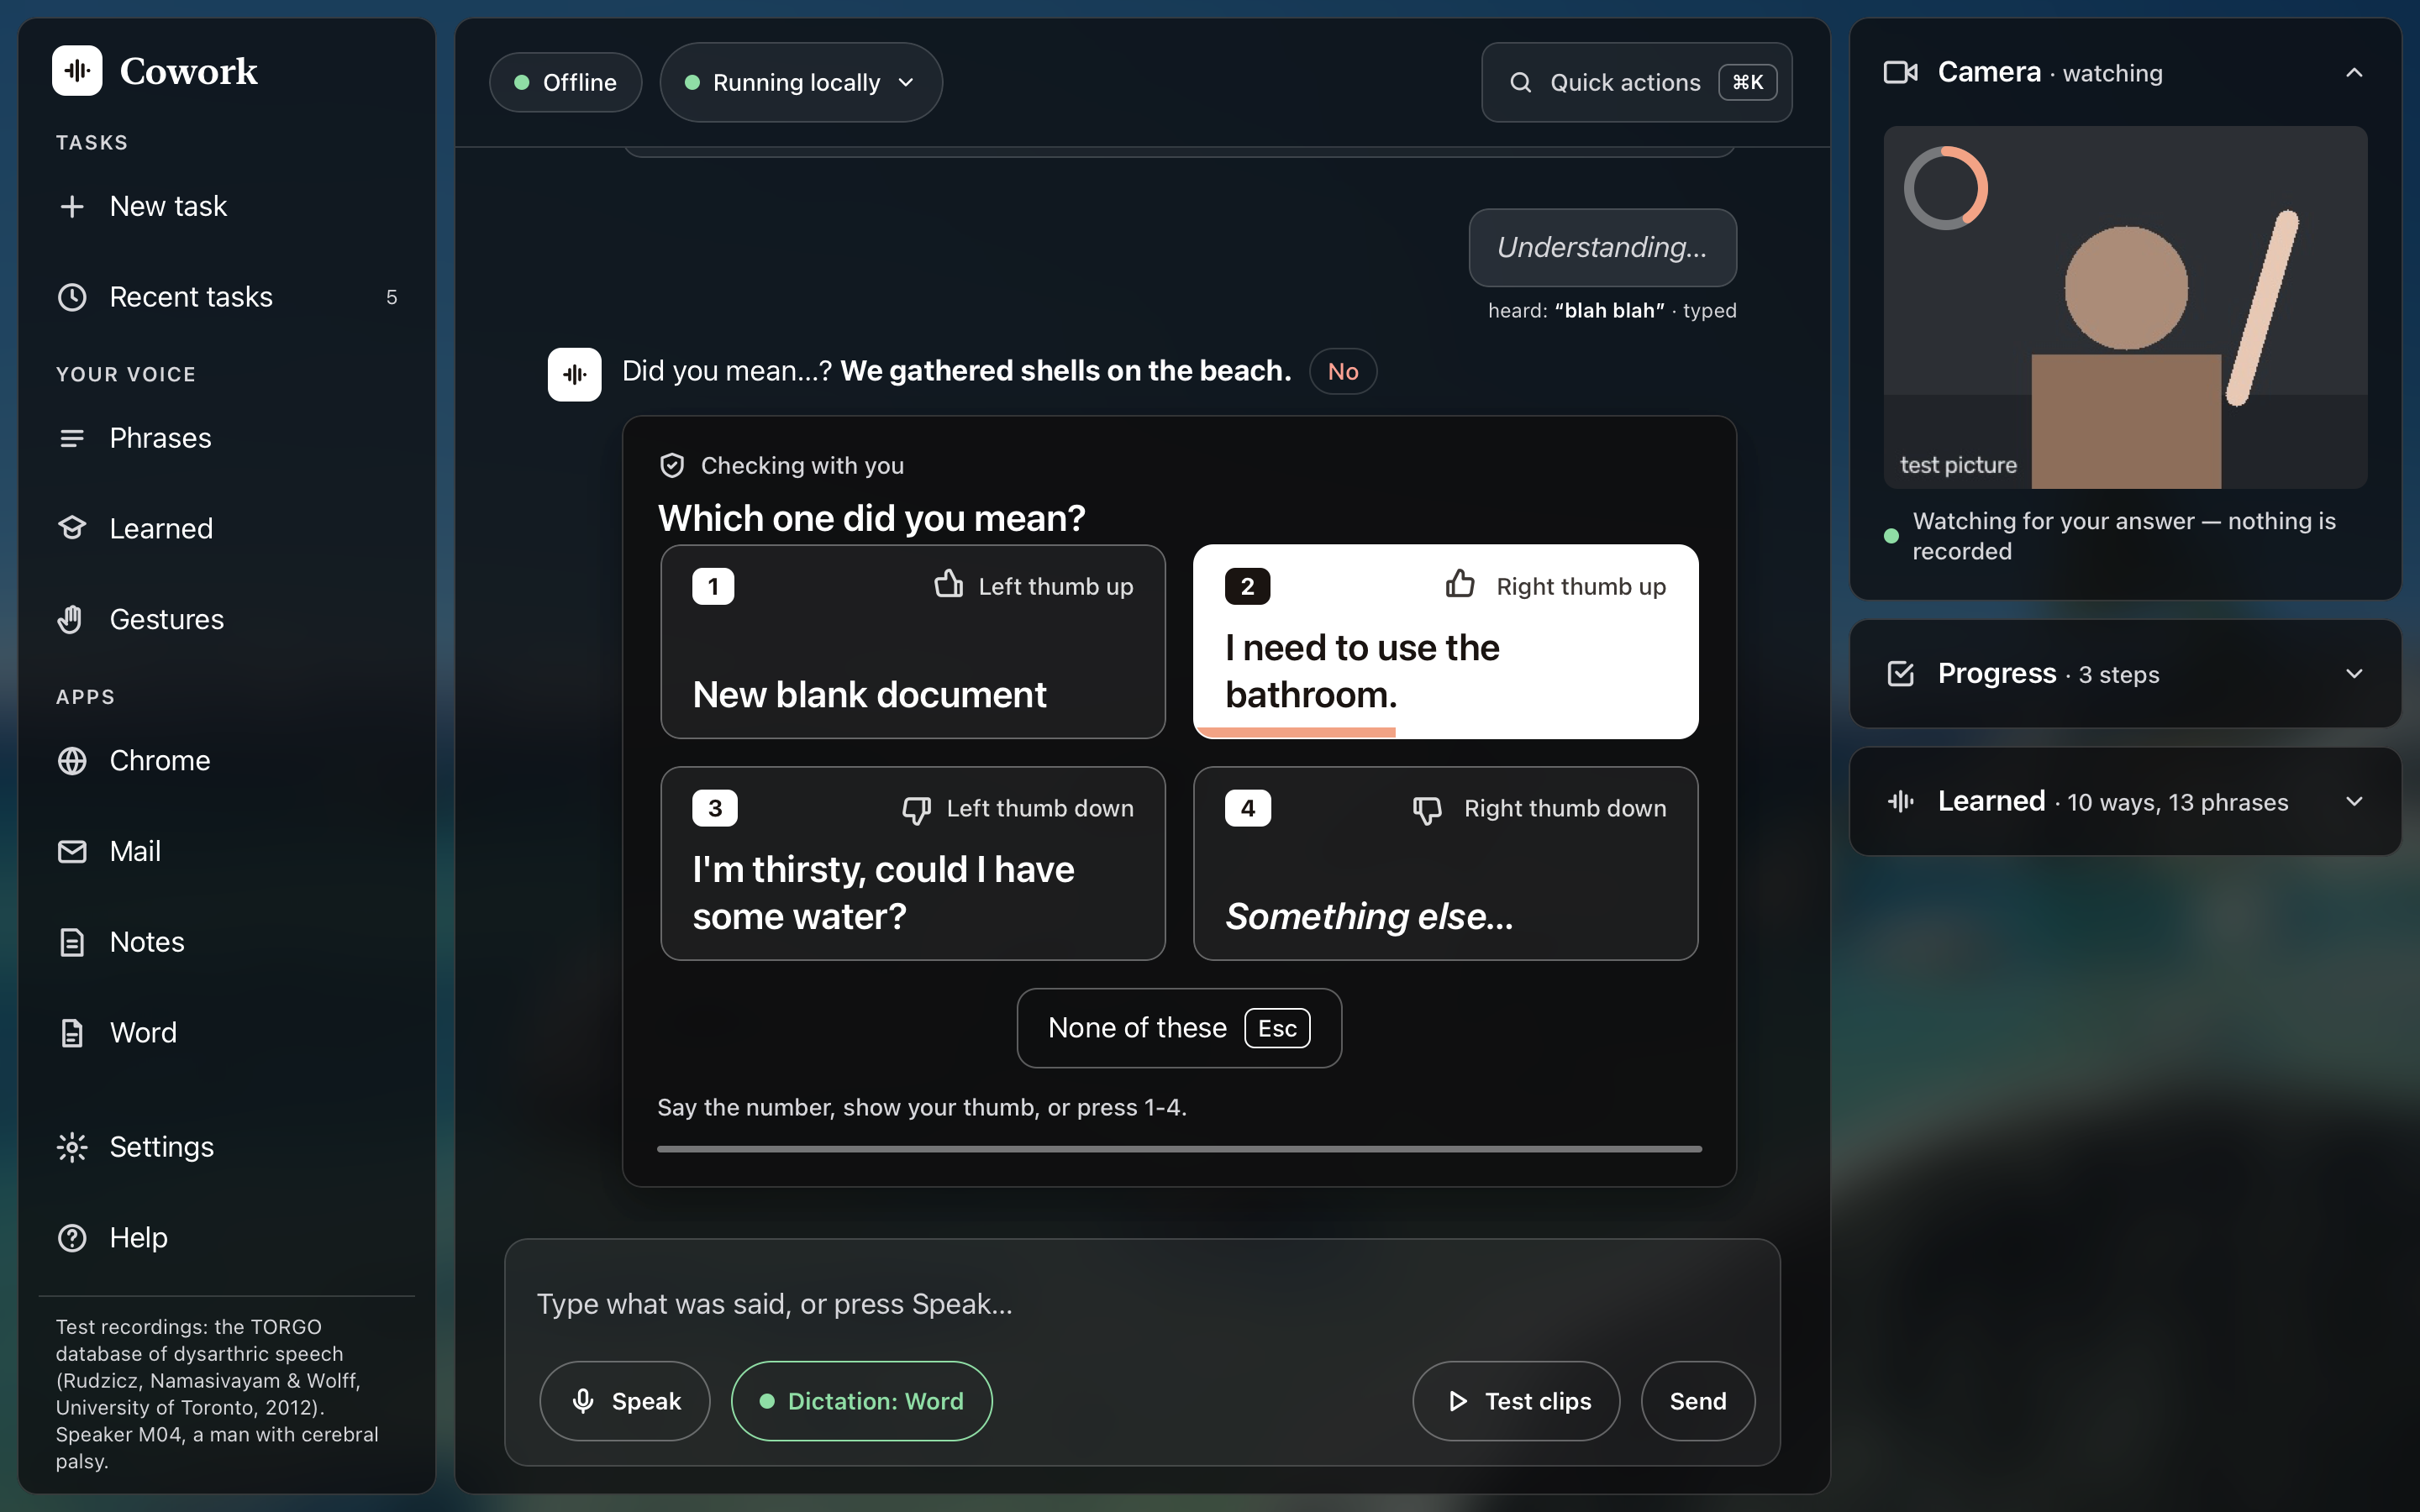 Cowork
TASKS
New task
Recent tasks 5
YOUR VOICE
Phrases
Learned
Gestures
APPS
Chrome
Mail
Notes
Word
Settings
Help
Test recordings: the TORGO
database of dysarthric speech
(Rudzicz, Namasivayam & Wolff,
University of Toronto, 2012).
Speaker M04, a man with cerebral
palsy.
Offline
Running locally
Quick actions ⌘K
Understanding...
heard: “blah blah” · typed
Did you mean...? We gathered shells on the beach. No
Checking with you
Which one did you mean?
1 Left thumb up
New blank document
2 Right thumb up
I need to use the
bathroom.
3 Left thumb down
I'm thirsty, could I have
some water?
4 Right thumb down
Something else...
None of these Esc
Say the number, show your thumb, or press 1-4.
Type what was said, or press Speak...
Speak
Dictation: Word
Test clips
Send
Camera · watching
test picture
Watching for your answer — nothing is
recorded
Progress · 3 steps
Learned · 10 ways, 13 phrases